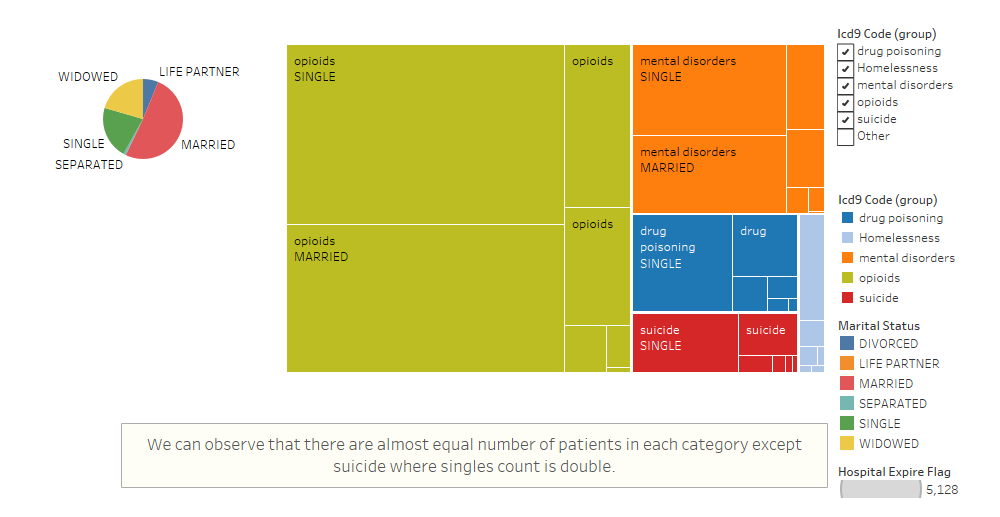 WIDOWED
LIFE PARTNER
SINGLE
MARRIED
SEPARATED
opioids
SINGLE
opioids
MARRIED
opioids
opioids
mental disorders
SINGLE
mental disorders
MARRIED
drug
poisoning
SINGLE
drug
suicide
SINGLE
suicide
Icd9 Code (group)
drug poisoning
Homelessness
mental disorders
opioids
suicide
Other
Icd9 Code (group)
drug poisoning
Homelessness
mental disorders
opioids
suicide
Marital Status
DIVORCED
LIFE PARTNER
MARRIED
SEPARATED
SINGLE
WIDOWED
Hospital Expire Flag
5,128
We can observe that there are almost equal number of patients in each category except
suicide where singles count is double.